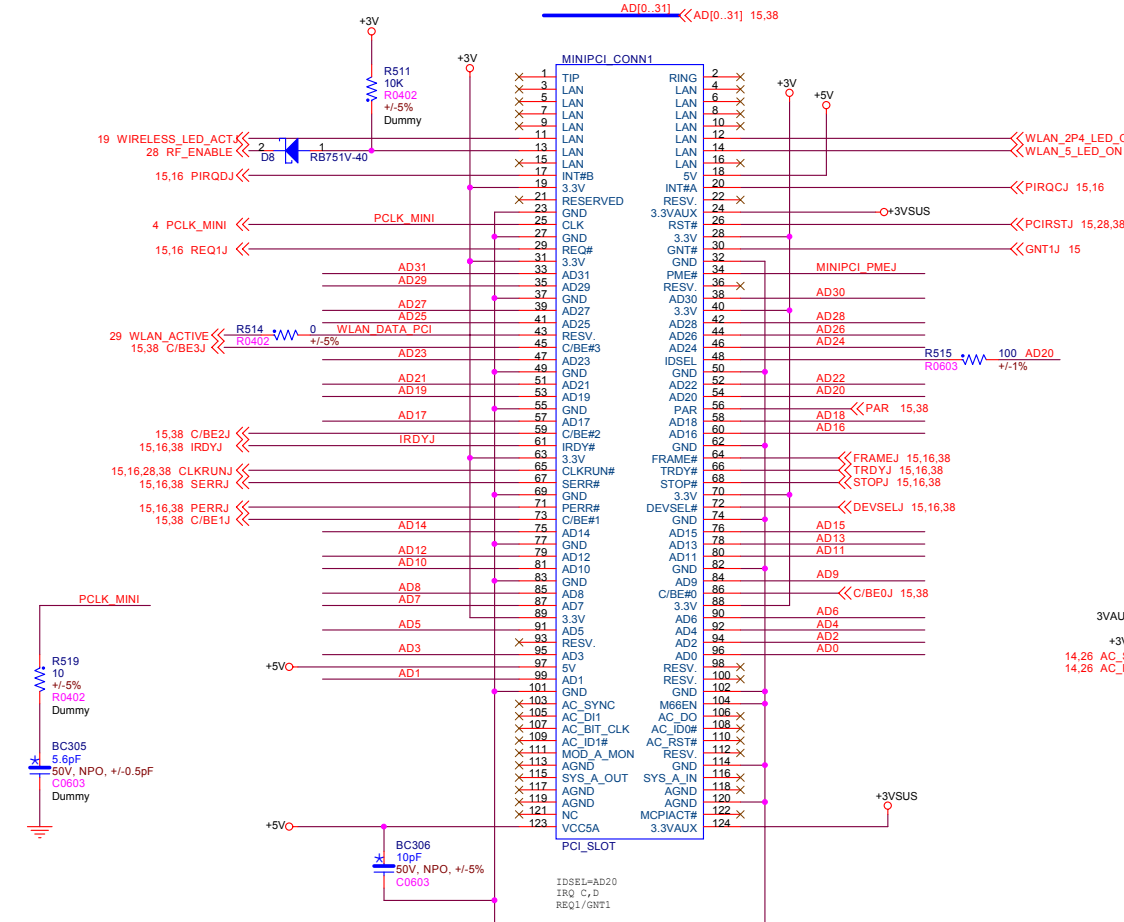 AD[0..31]
AD[0..31] 15,38
+3V
R511
10K
R0402
+/-5%
Dummy
+3V
MINIPCI_CONN1
+3V
+5V
19 WIRELESS_LED_ACTJ
28 RF_ENABLE
2
D8
1
RB751V-40
15,16 PIRQDJ
4 PCLK_MINI
PCLK_MINI
15,16 REQ1J
AD31
AD29
AD27
AD25
29 WLAN_ACTIVE
R514
R0402
0
+/-5%
WLAN_DATA_PCI
15,38 C/BE3J
AD23
AD21
AD19
AD17
15,38 C/BE2J
15,16,38 IRDYJ
IRDYJ
15,16,28,38 CLKRUNJ
15,16,38 SERRJ
15,16,38 PERRJ
15,38 C/BE1J
AD14
AD12
AD10
AD8
AD7
AD5
AD3
+5V
AD1
+5V
1 TIP
3 LAN
5 LAN
7 LAN
9 LAN
11 LAN
13 LAN
15 LAN
17 INT#B
19 3.3V
21 RESERVED
23 GND
25 CLK
27 GND
29 REQ#
31 3.3V
33 AD31
35 AD29
37 GND
39 AD27
41 AD25
43 RESV.
45 C/BE#3
47 AD23
49 GND
51 AD21
53 AD19
55 GND
57 AD17
59 C/BE#2
61 IRDY#
63 3.3V
65 CLKRUN#
67 SERR#
69 GND
71 PERR#
73 C/BE#1
75 AD14
77 GND
79 AD12
81 AD10
83 GND
85 AD8
87 AD7
89 3.3V
91 AD5
93 RESV.
95 AD3
97 5V
99 AD1
101 GND
103 AC_SYNC
105 AC_DI1
107 AC_BIT_CLK
109 AC_ID1#
111 MOD_A_MON
113 AGND
115 SYS_A_OUT
117 AGND
119 AGND
121 NC
123 VCC5A
RING 2
LAN 4
LAN 6
LAN 8
LAN 10
LAN 12
LAN 14
LAN 16
5V 18
INT#A 20
RESV. 22
3.3VAUX 24
RST# 26
3.3V 28
GNT# 30
GND 32
PME# 34
RESV. 36
AD30 38
3.3V 40
AD28 42
AD26 44
AD24 46
IDSEL 48
GND 50
AD22 52
AD20 54
PAR 56
AD18 58
AD16 60
GND 62
FRAME# 64
TRDY# 66
STOP# 68
3.3V 70
DEVSEL# 72
GND 74
AD15 76
AD13 78
AD11 80
GND 82
AD9 84
C/BE#0 86
3.3V 88
AD6 90
AD4 92
AD2 94
AD0 96
RESV. 98
RESV. 100
GND 102
M66EN 104
AC_DO 106
AC_ID0# 108
AC_RST# 110
RESV. 112
GND 114
SYS_A_IN 116
AGND 118
AGND 120
MCPIACT# 122
3.3VAUX 124
PCI_SLOT
WLAN_2P4_LED_
WLAN_5_LED_ON
PIRQCJ 15,16
+3VSUS
PCIRSTJ 15,28,38
GNT1J 15
MINIPCI_PMEJ
AD30
AD28
AD26
AD24
R515
R0603
100
+/-1%
AD20
AD22
AD20
PAR 15,38
AD18
AD16
FRAMEJ 15,16,38
TRDYJ 15,16,38
STOPJ 15,16,38
DEVSELJ 15,16,38
AD15
AD13
AD11
AD9
C/BE0J 15,38
AD6
AD4
AD2
AD0
+3VSUS
PCLK_MINI
R519
10
+/-5%
R0402
Dummy
BC305
5.6pF
50V, NPO, +/-0.5pF
C0603
Dummy
BC306
10pF
50V, NPO, +/-5%
C0603
IDSEL=AD20
IRQ C,D
REQ1/GNT1
3VAU
+3V
14,26 AC_
14,26 AC_